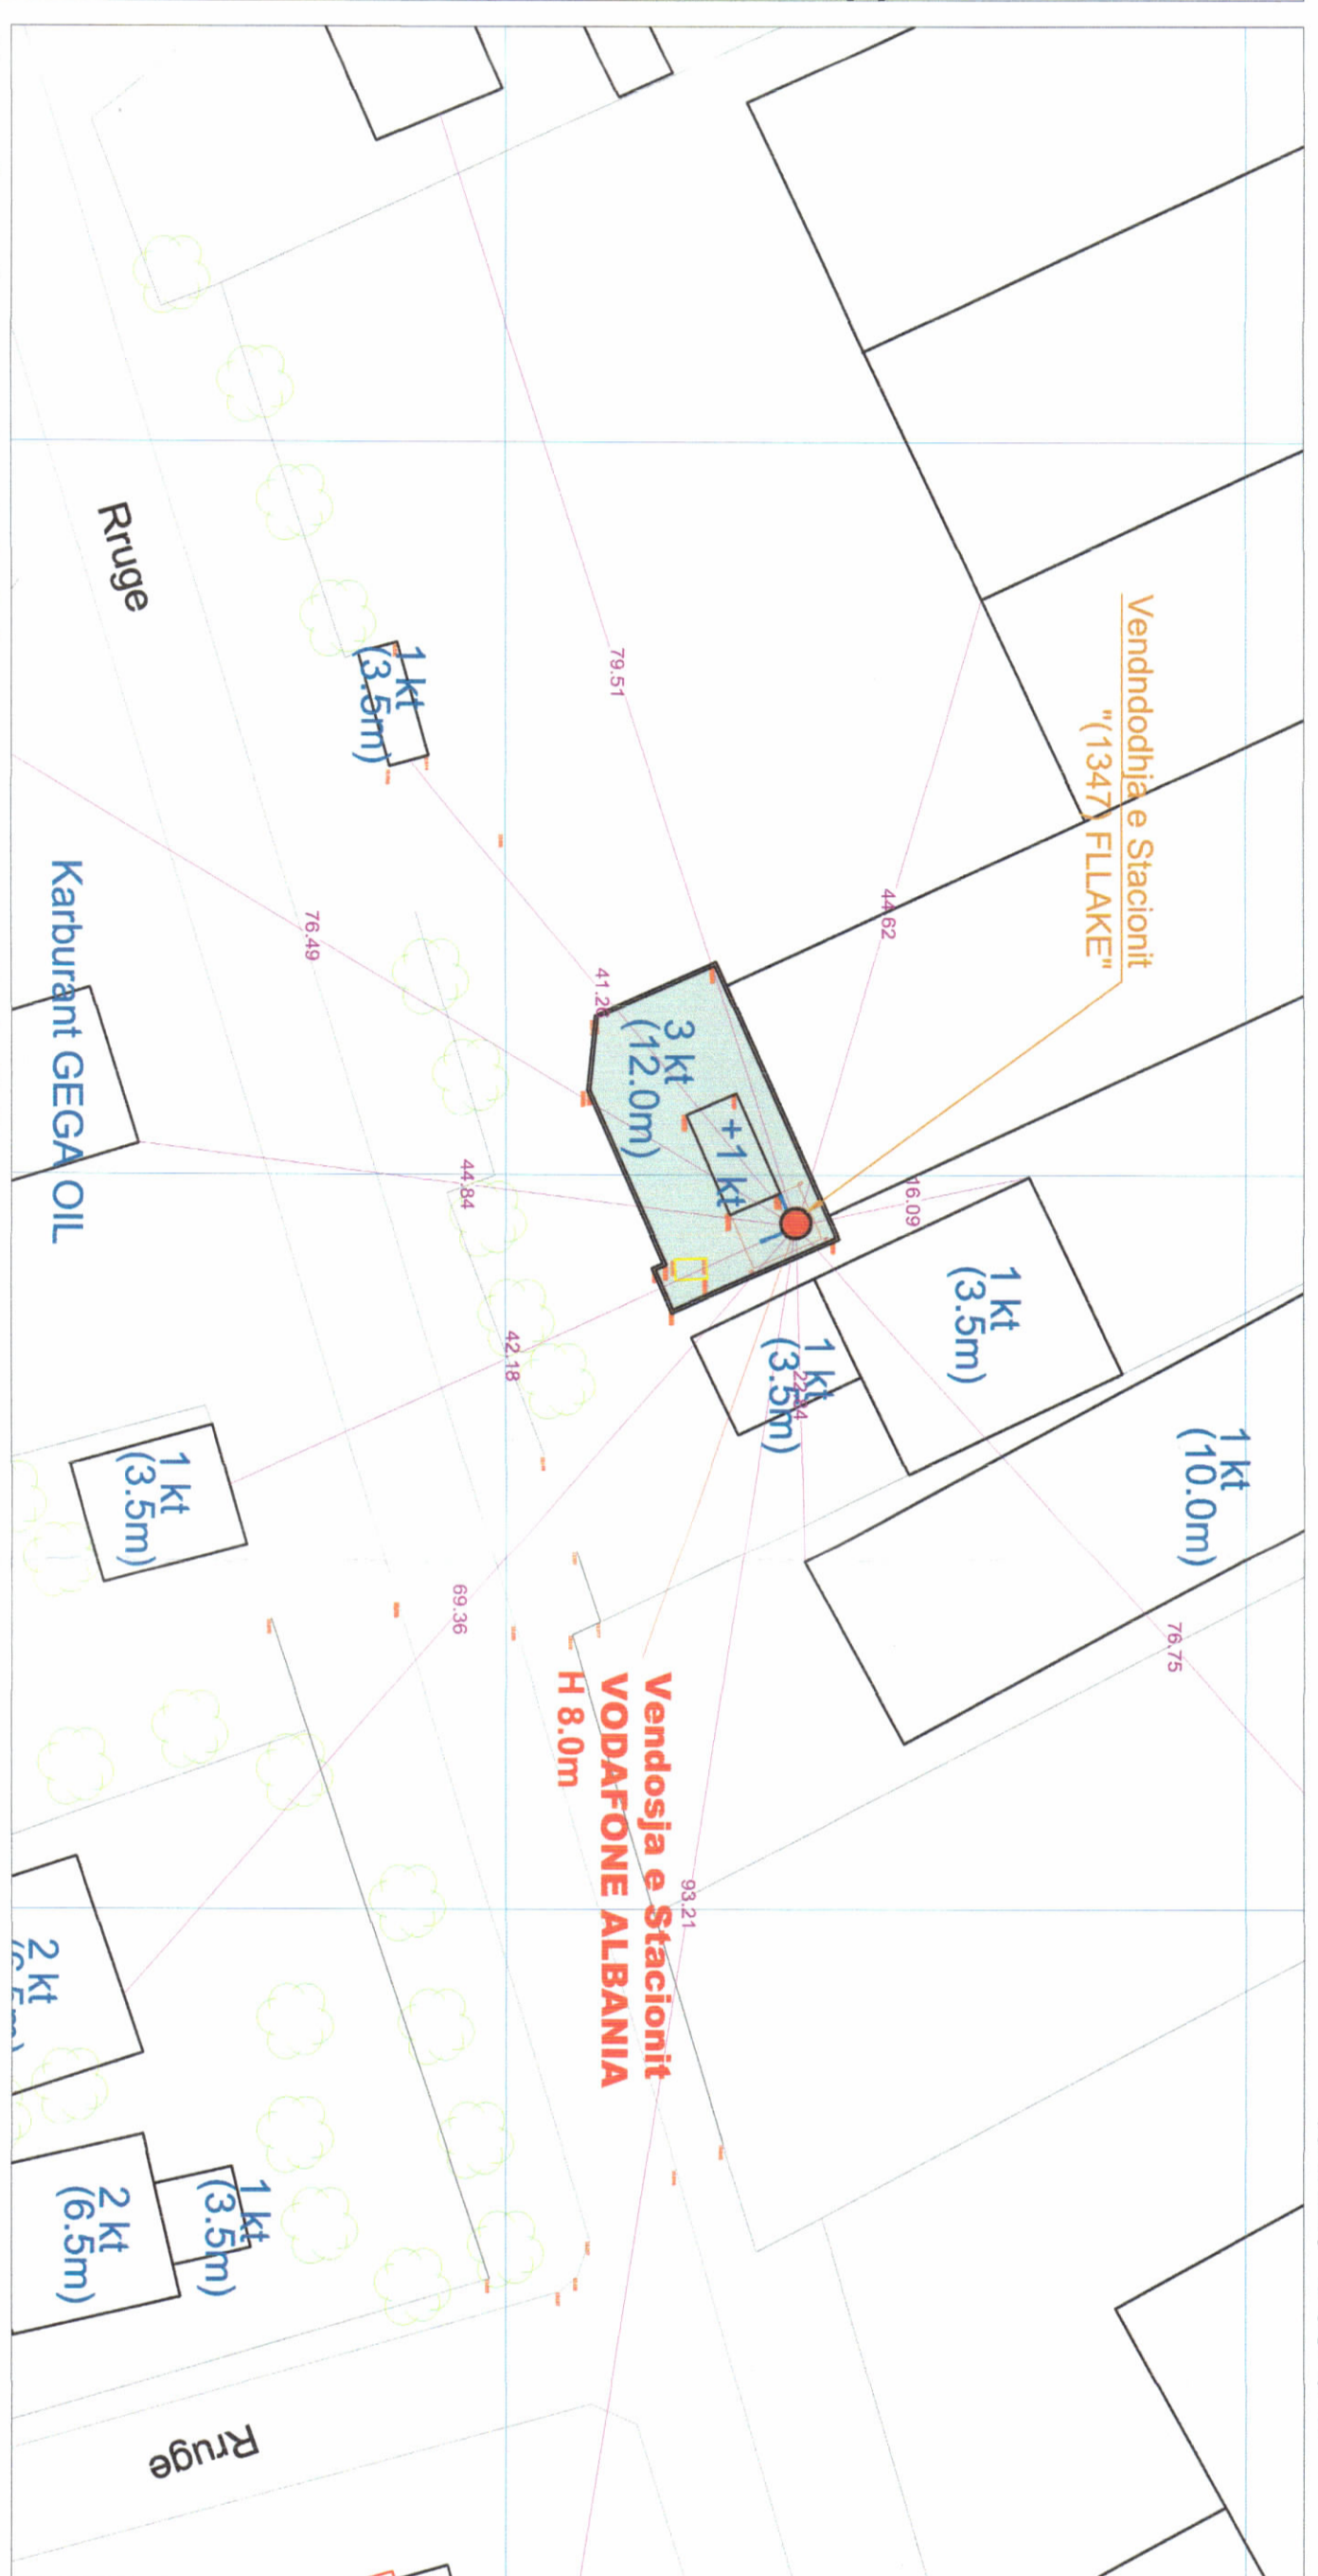 Vendndodhja e Stacionit
"(1347) FLLAKE"
1 kt
(10.0m)
76.75
1 kt
(3.5m)
16.09
44.62
1 kt
(3.5m)
3 kt
(12.0m)
+1 kt
79.51
Vendosja e Stacionit
VODAFONE ALBANIA
H 8.0m
93.21
42.18
44.84
69.36
1 kt
(3.5m)
76.49
Rruge
Karburant GEGA OIL
1 kt
(3.5m)
1 kt
(3.5m)
2 kt
(6.5m)
2 kt
Rruge